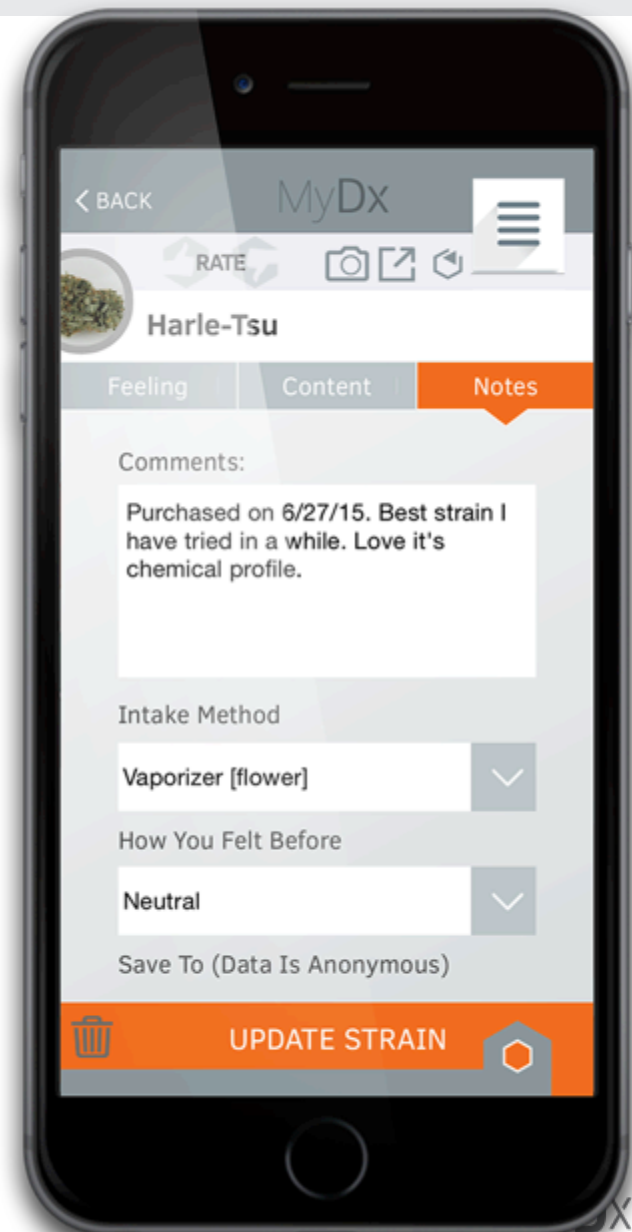 < BACK
MyDx
RATE
Harle-Tsu
Feeling
Content
Notes
Comments:
Purchased on 6/27/15. Best strain I
have tried in a while. Love it's
chemical profile.
Intake Method
Vaporizer [flower]
How You Felt Before
Neutral
Save To (Data Is Anonymous)
UPDATE STRAIN